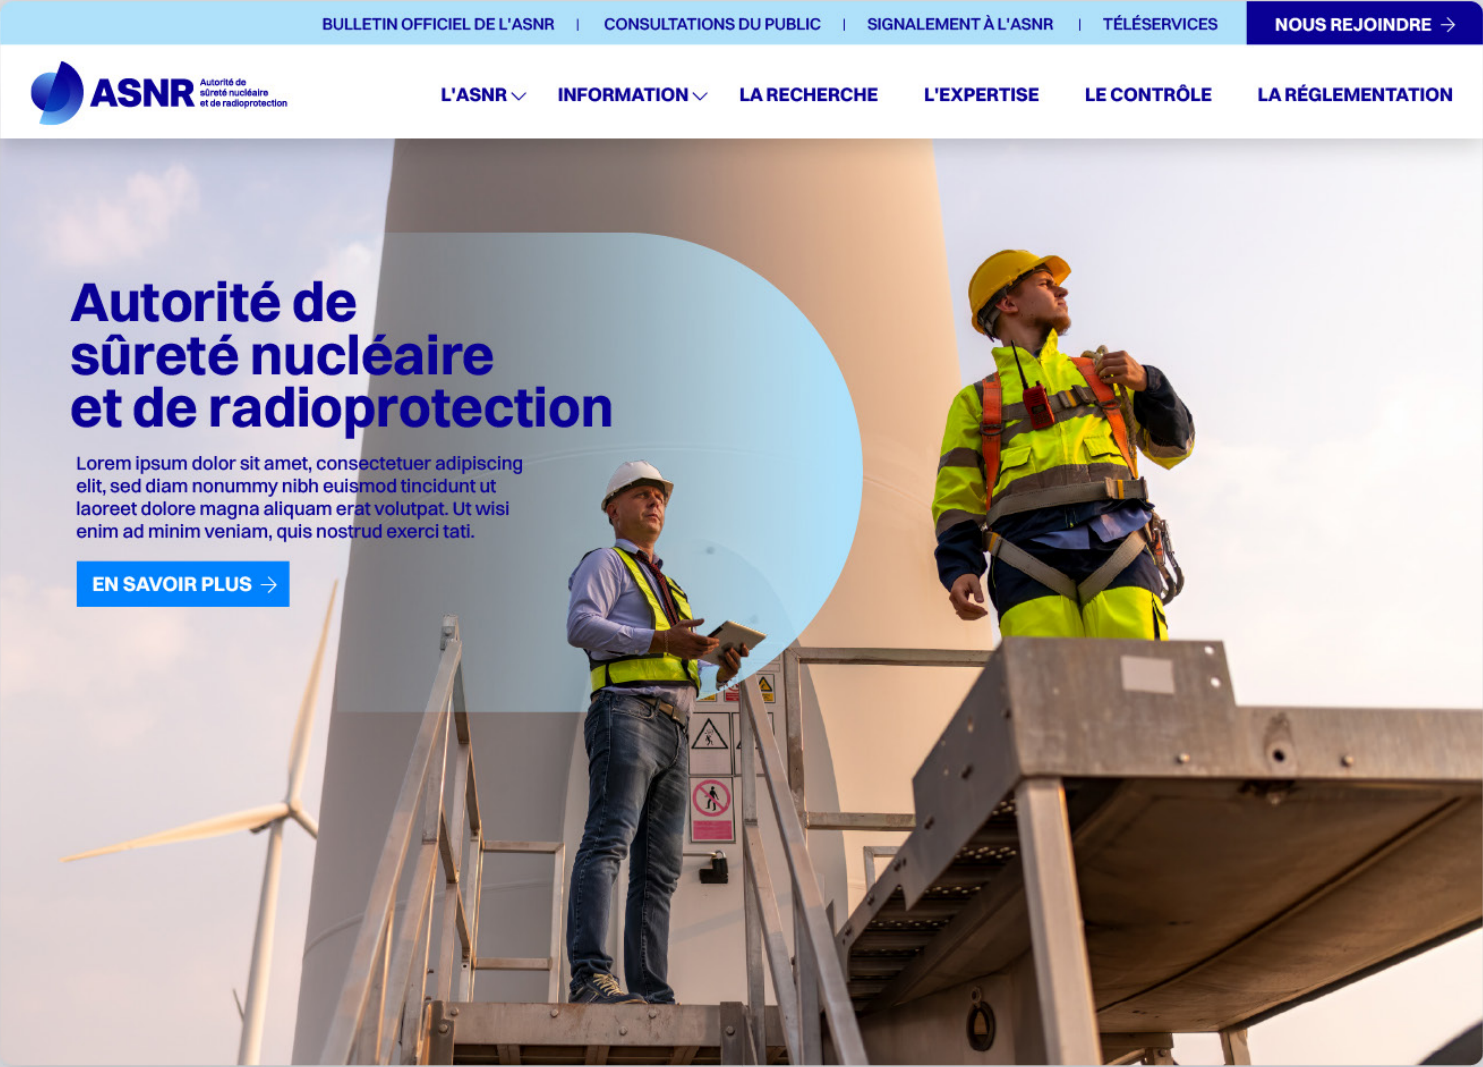 BULLETIN OFFICIEL DE L'ASNR | CONSULTATIONS DU PUBLIC | SIGNALEMENT À L'ASNR | TÉLÉSERVICES NOUS REJOINDRE →
ASNR
Autorité de
sûreté nucléaire
et de radioprotection
L'ASNR INFORMATION LA RECHERCHE L'EXPERTISE LE CONTRÔLE LA RÉGLEMENTATION
Autorité de
sûreté nucléaire
et de radioprotection
Lorem ipsum dolor sit amet, consectetuer adipiscing
elit, sed diam nonummy nibh euismod tincidunt ut
laoreet dolore magna aliquam erat volutpat. Ut wisi
enim ad minim veniam, quis nostrud exerci tati.
EN SAVOIR PLUS →